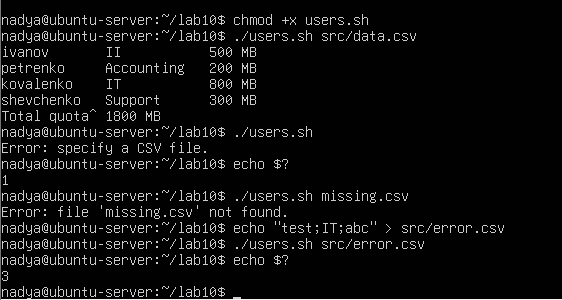 nadya@ubuntu-server:~/lab10$ chmod +x users.sh
nadya@ubuntu-server:~/lab10$ ./users.sh src/data.csv
ivanov II 500 MB
petrenko Accounting 200 MB
kovalenko IT 800 MB
shevchenko Support 300 MB
Total quota^ 1800 MB
nadya@ubuntu-server:~/lab10$ ./users.sh
Error: specify a CSV file.
nadya@ubuntu-server:~/lab10$ echo $?
1
nadya@ubuntu-server:~/lab10$ ./users.sh missing.csv
Error: file 'missing.csv' not found.
nadya@ubuntu-server:~/lab10$ echo "test;IT;abc" > src/error.csv
nadya@ubuntu-server:~/lab10$ ./users.sh src/error.csv
nadya@ubuntu-server:~/lab10$ echo $?
3
nadya@ubuntu-server:~/lab10$